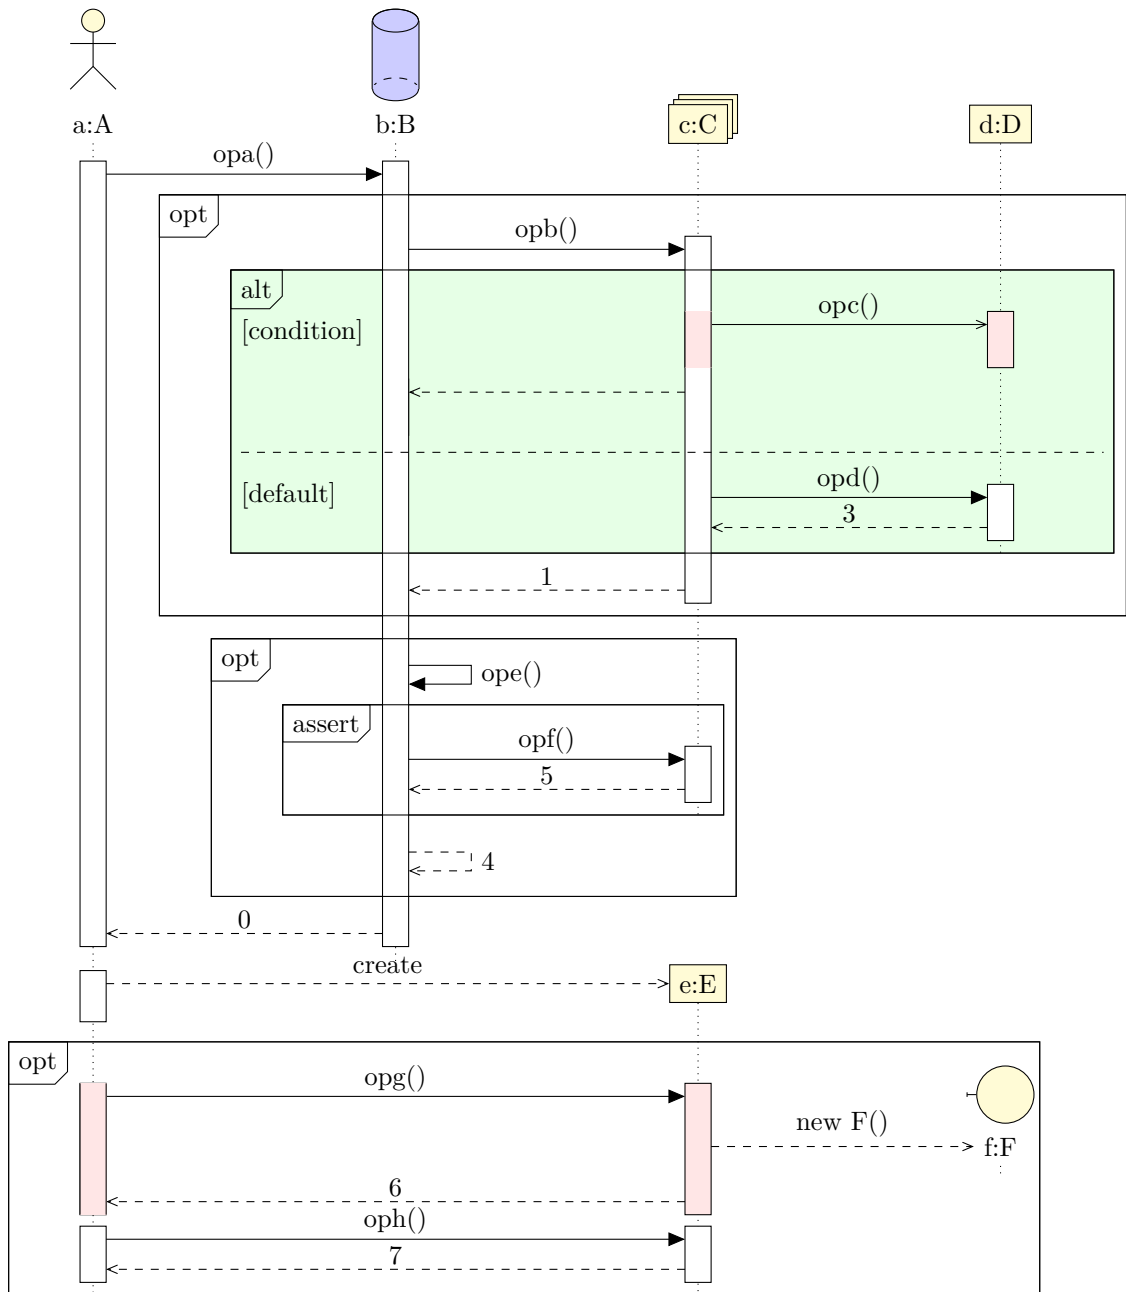 a:A
b:B
c:C
d:D
opa()
opt
opb()
alt
opc()
[condition]
opd()
[default]
3
1
opt
ope()
assert
opf()
5
4
0
create
e:E
opt
opg()
new F()
f:F
6
oph()
7